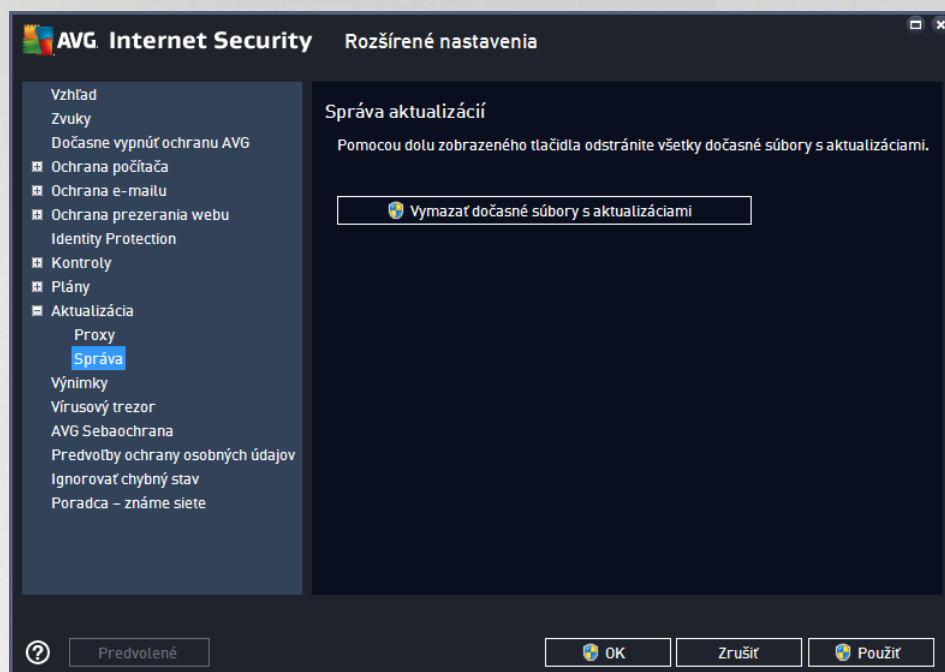 AVG. Internet Security Rozšírené nastavenia
Vzhľad
Zvuky
Dočasne vypnúť ochranu AVG
Ochrana počítača
Ochrana e-mailu
Ochrana prezerania webu
Identity Protection
Kontroly
Plány
Aktualizácia
Proxy
Správa
Výnimky
Vírusový trezor
AVG Sebaochrana
Predvoľby ochrany osobných údajov
Ignorovať chybný stav
Poradca – známe siete
Správa aktualizácií
Pomocou dolu zobrazeného tlačidla odstránite všetky dočasné súbory s aktualizáciami.
Vymazať dočasné súbory s aktualizáciami
? Predvolené OK Zrušiť Použiť